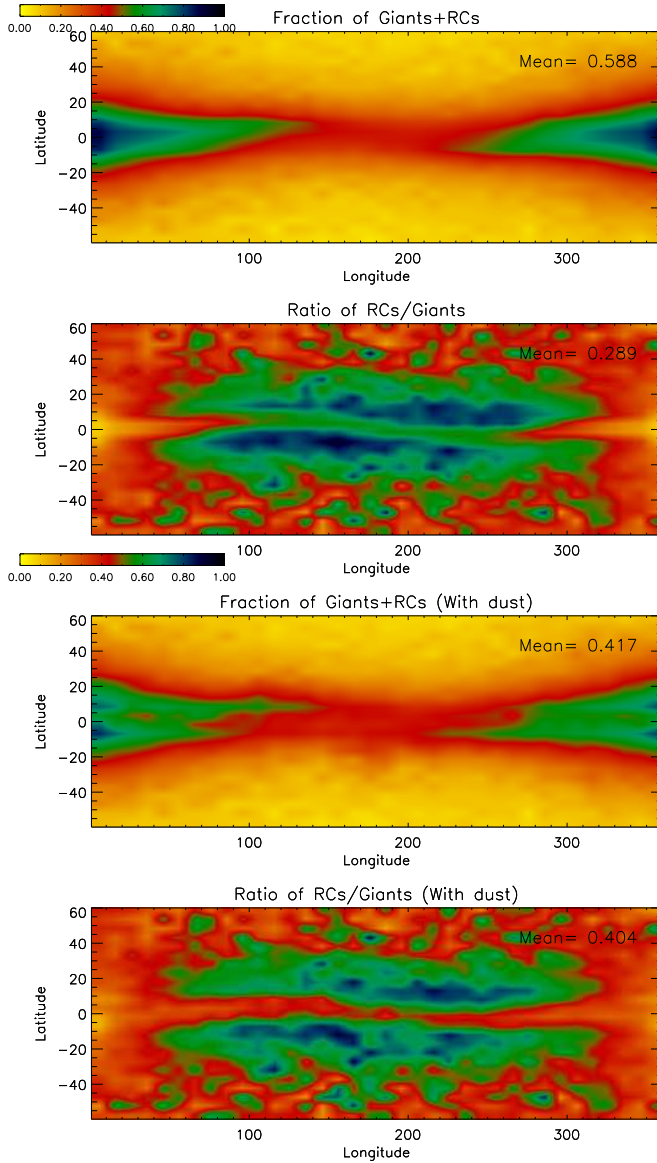 0.00 0.20 0.40 0.60 0.80 1.00
Fraction of Giants+RCs
Mean= 0.588
60
40
20
0
−20
−40
Latitude
100 200 300
Longitude
Ratio of RCs/Giants
Mean= 0.289
60
40
20
0
−20
−40
Latitude
100 200 300
Longitude
0.00 0.20 0.40 0.60 0.80 1.00
Fraction of Giants+RCs (With dust)
Mean= 0.417
60
40
20
0
−20
−40
Latitude
100 200 300
Longitude
Ratio of RCs/Giants (With dust)
Mean= 0.404
60
40
20
0
−20
−40
Latitude
100 200 300
Longitude